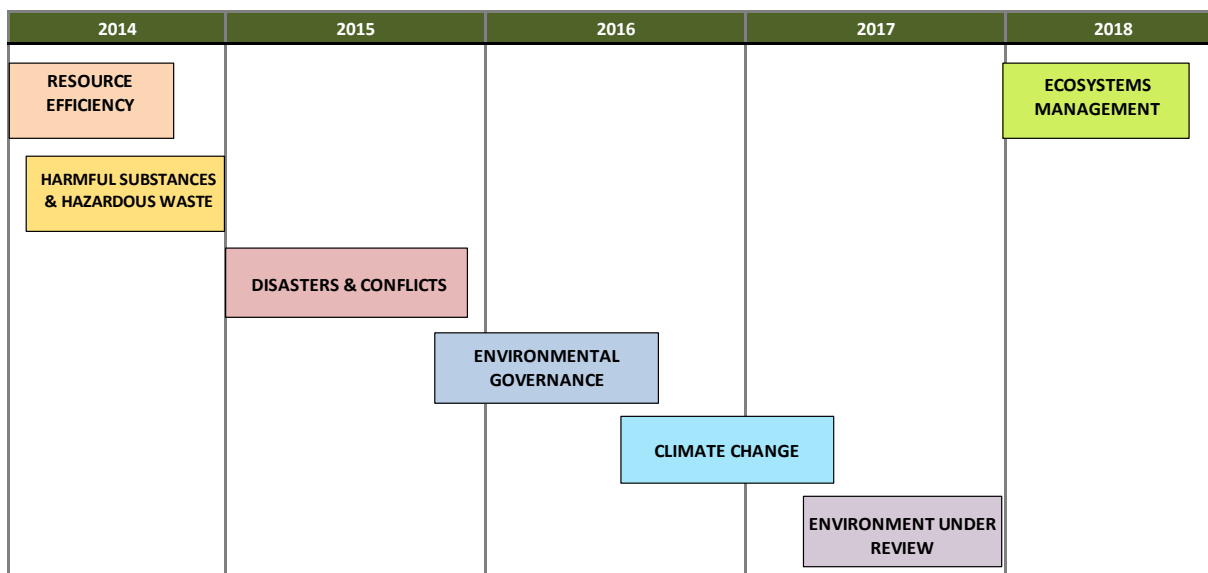 2014 2015 2016 2017 2018
RESOURCE
EFFICIENCY
ECOSYSTEMS
MANAGEMENT
HARMFUL SUBSTANCES
& HAZARDOUS WASTE
DISASTERS & CONFLICTS
ENVIRONMENTAL
GOVERNANCE
CLIMATE CHANGE
ENVIRONMENT UNDER
REVIEW